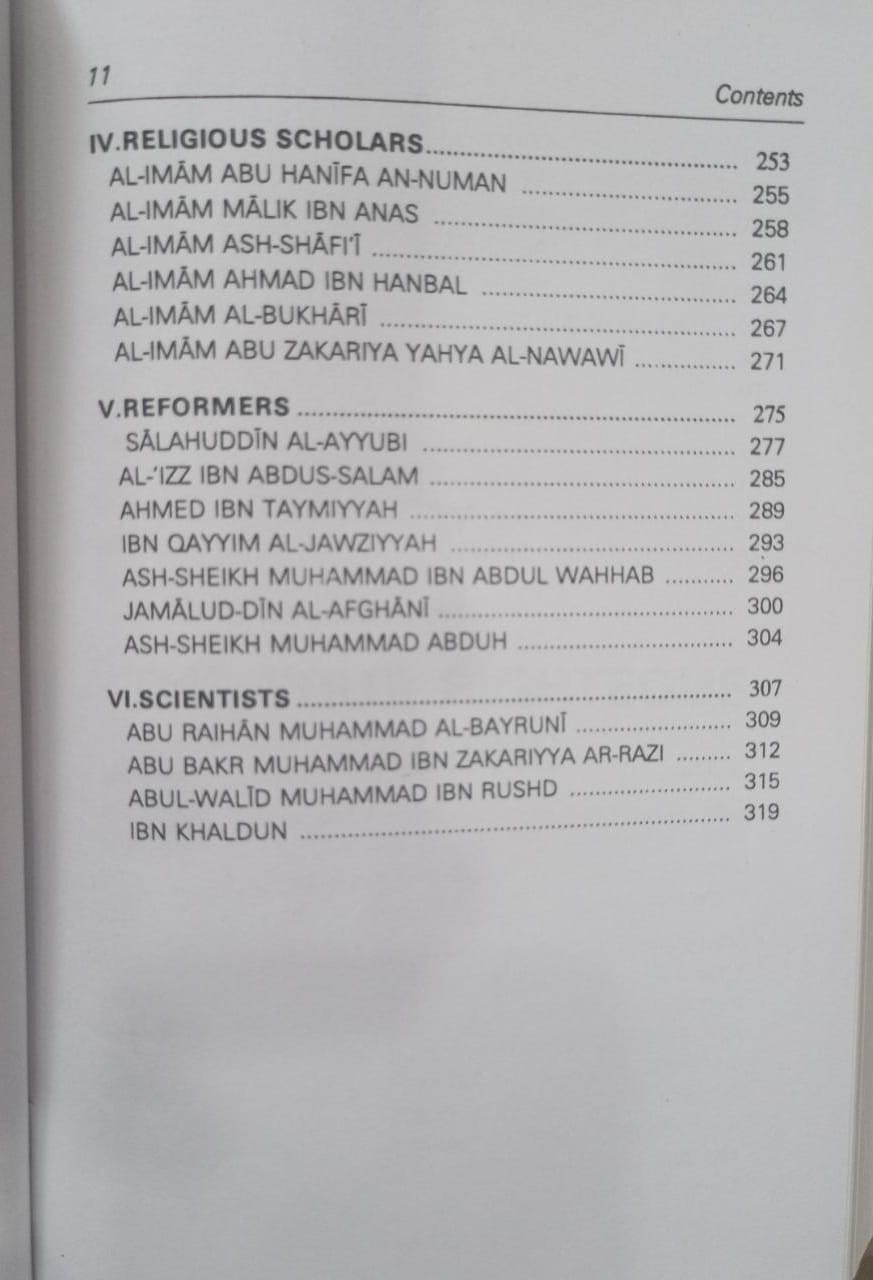 11
Contents
IV.RELIGIOUS SCHOLARS........................................ 253
AL-IMĀM ABU HANĪFA AN-NUMAN ........................................ 255
AL-IMĀM MĀLIK IBN ANAS ........................................ 258
AL-IMĀM ASH-SHĀFI'Ī ........................................ 261
AL-IMĀM AHMAD IBN HANBAL ........................................ 264
AL-IMĀM AL-BUKHĀRĪ ........................................ 267
AL-IMĀM ABU ZAKARIYA YAHYA AL-NAWAWĪ ................ 271
V.REFORMERS ........................................ 275
SĀLAHUDDĪN AL-AYYUBI ........................................ 277
AL-'IZZ IBN ABDUS-SALAM ........................................ 285
AHMED IBN TAYMIYYAH ........................................ 289
IBN QAYYIM AL-JAWZIYYAH ........................................ 293
ASH-SHEIKH MUHAMMAD IBN ABDUL WAHHAB ........... 296
JAMĀLUD-DĪN AL-AFGHĀNĪ ........................................ 300
ASH-SHEIKH MUHAMMAD ABDUH ................................ 304
VI.SCIENTISTS ........................................ 307
ABU RAIHĀN MUHAMMAD AL-BAYRUNĪ ........................ 309
ABU BAKR MUHAMMAD IBN ZAKARIYYA AR-RAZI ......... 312
ABUL-WALĪD MUHAMMAD IBN RUSHD ........................ 315
IBN KHALDUN ........................................ 319